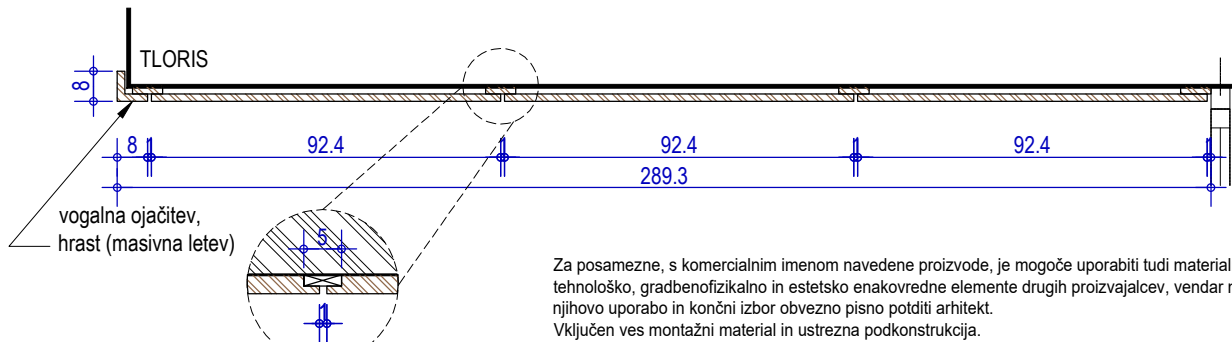 TLORIS
8
8
92.4
92.4
92.4
289.3
vogalna ojačitev,
hrast (masivna letev)
5
1
Za posamezne, s komercialnim imenom navedene proizvode, je mogoče uporabiti tudi material
tehnološko, gradbenofizikalno in estetsko enakovredne elemente drugih proizvajalcev, vendar
njihovo uporabo in končni izbor obvezno pisno potditi arhitekt.
Vključen ves montažni material in ustrezna podkonstrukcija.